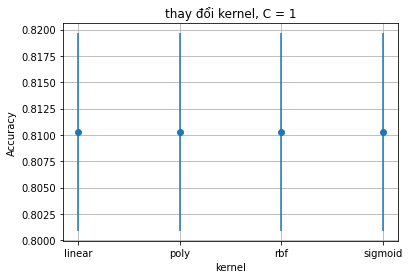 thay đổi kernel, C = 1
0.8200
0.8175
0.8150
0.8125
0.8100
0.8075
0.8050
0.8025
0.8000
Accuracy
linear poly rbf sigmoid
kernel